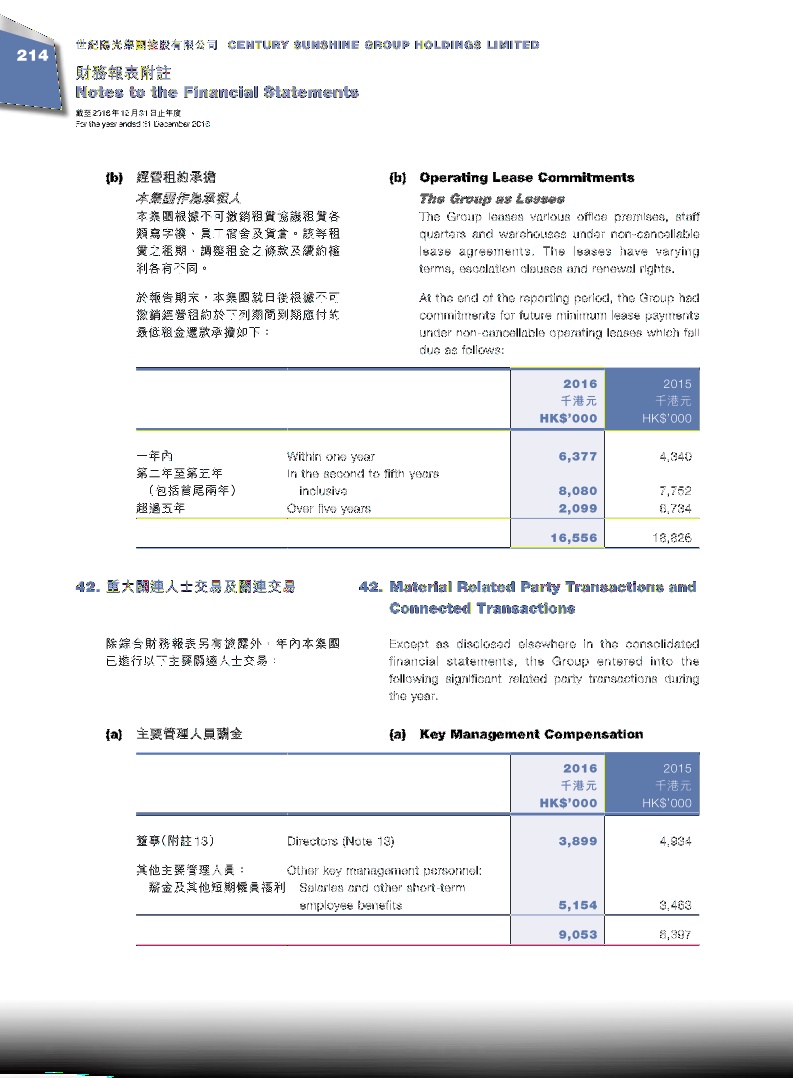 214
世紀陽光集團控股有限公司 CENTURY SUNSHINE GROUP HOLDINGS LIMITED
財務報表附註
Notes to the Financial Statements
截至2016年12月31日止年度
For the year ended 31 December 2016
(b) 經營租約承擔
本集團作為承租人
本集團根據不可撤銷租賃協議租賃各
類寫字樓、員工宿舍及貨倉。該等租
賃之租期、調整租金之條款及續約權
利各有不同。
於報告期末,本集團就日後根據不可
撤銷經營租約於下列期間到期應付的
最低租金還款承擔如下:
(b) Operating Lease Commitments
The Group as Lessee
The Group leases various office premises, staff
quarters and warehouses under non-cancellable
lease agreements. The leases have varying
terms, escalation clauses and renewal rights.
At the end of the reporting period, the Group had
commitments for future minimum lease payments
under non-cancellable operating leases which fall
due as follows:
2016 2015
千港元 千港元
HK$'000 HK$'000
一年內 Within one year 6,377 4,340
第二年至第五年 In the second to fifth years
(包括首尾兩年) inclusive 8,080 7,752
超過五年 Over five years 2,099 6,734
16,556 18,826
42. 重大關連人士交易及關連交易
42. Material Related Party Transactions and
Connected Transactions
除綜合財務報表另有披露外,年內本集團
已進行以下主要關連人士交易:
Except as disclosed elsewhere in the consolidated
financial statements, the Group entered into the
following significant related party transactions during
the year.
(a) 主要管理人員酬金
(a) Key Management Compensation
2016 2015
千港元 千港元
HK$'000 HK$'000
董事(附註13) Directors (Note 13) 3,899 4,934
其他主要管理人員: Other key management personnel:
薪金及其他短期僱員福利 Salaries and other short-term
employee benefits 5,154 3,463
9,053 8,397